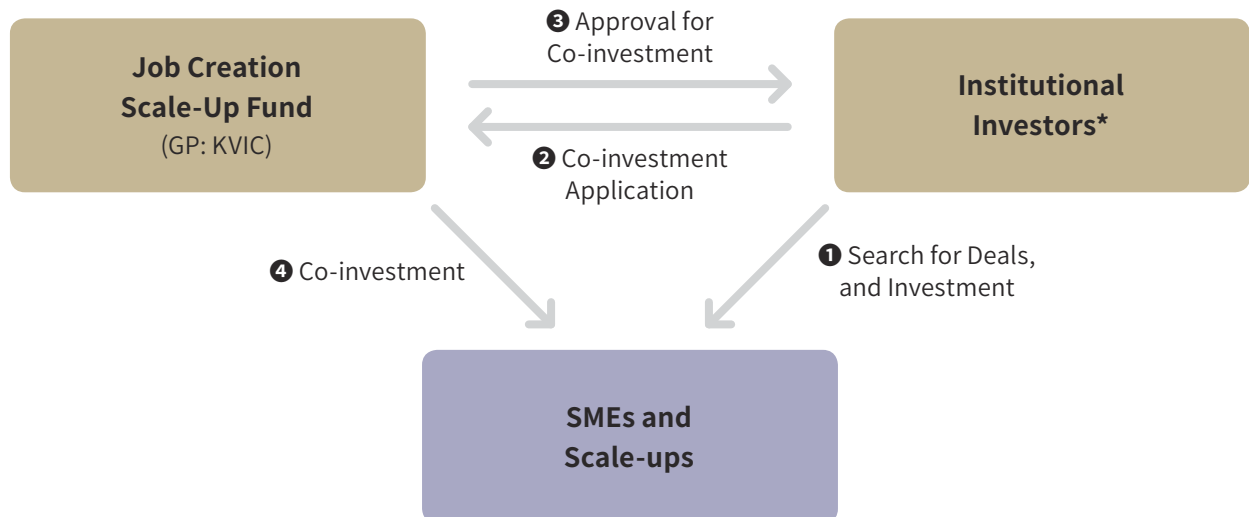 ❸ Approval for
Co-investment
Job Creation
Scale-Up Fund
(GP: KVIC)
Institutional
Investors*
❷ Co-investment
Application
❹ Co-investment
❶ Search for Deals,
and Investment
SMEs and
Scale-ups